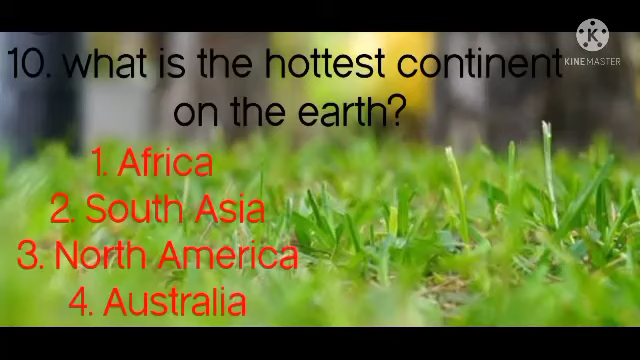 10. what is the hottest continent
on the earth?
1. Africa
2. South Asia
3. North America
4. Australia
K
KINEMASTER